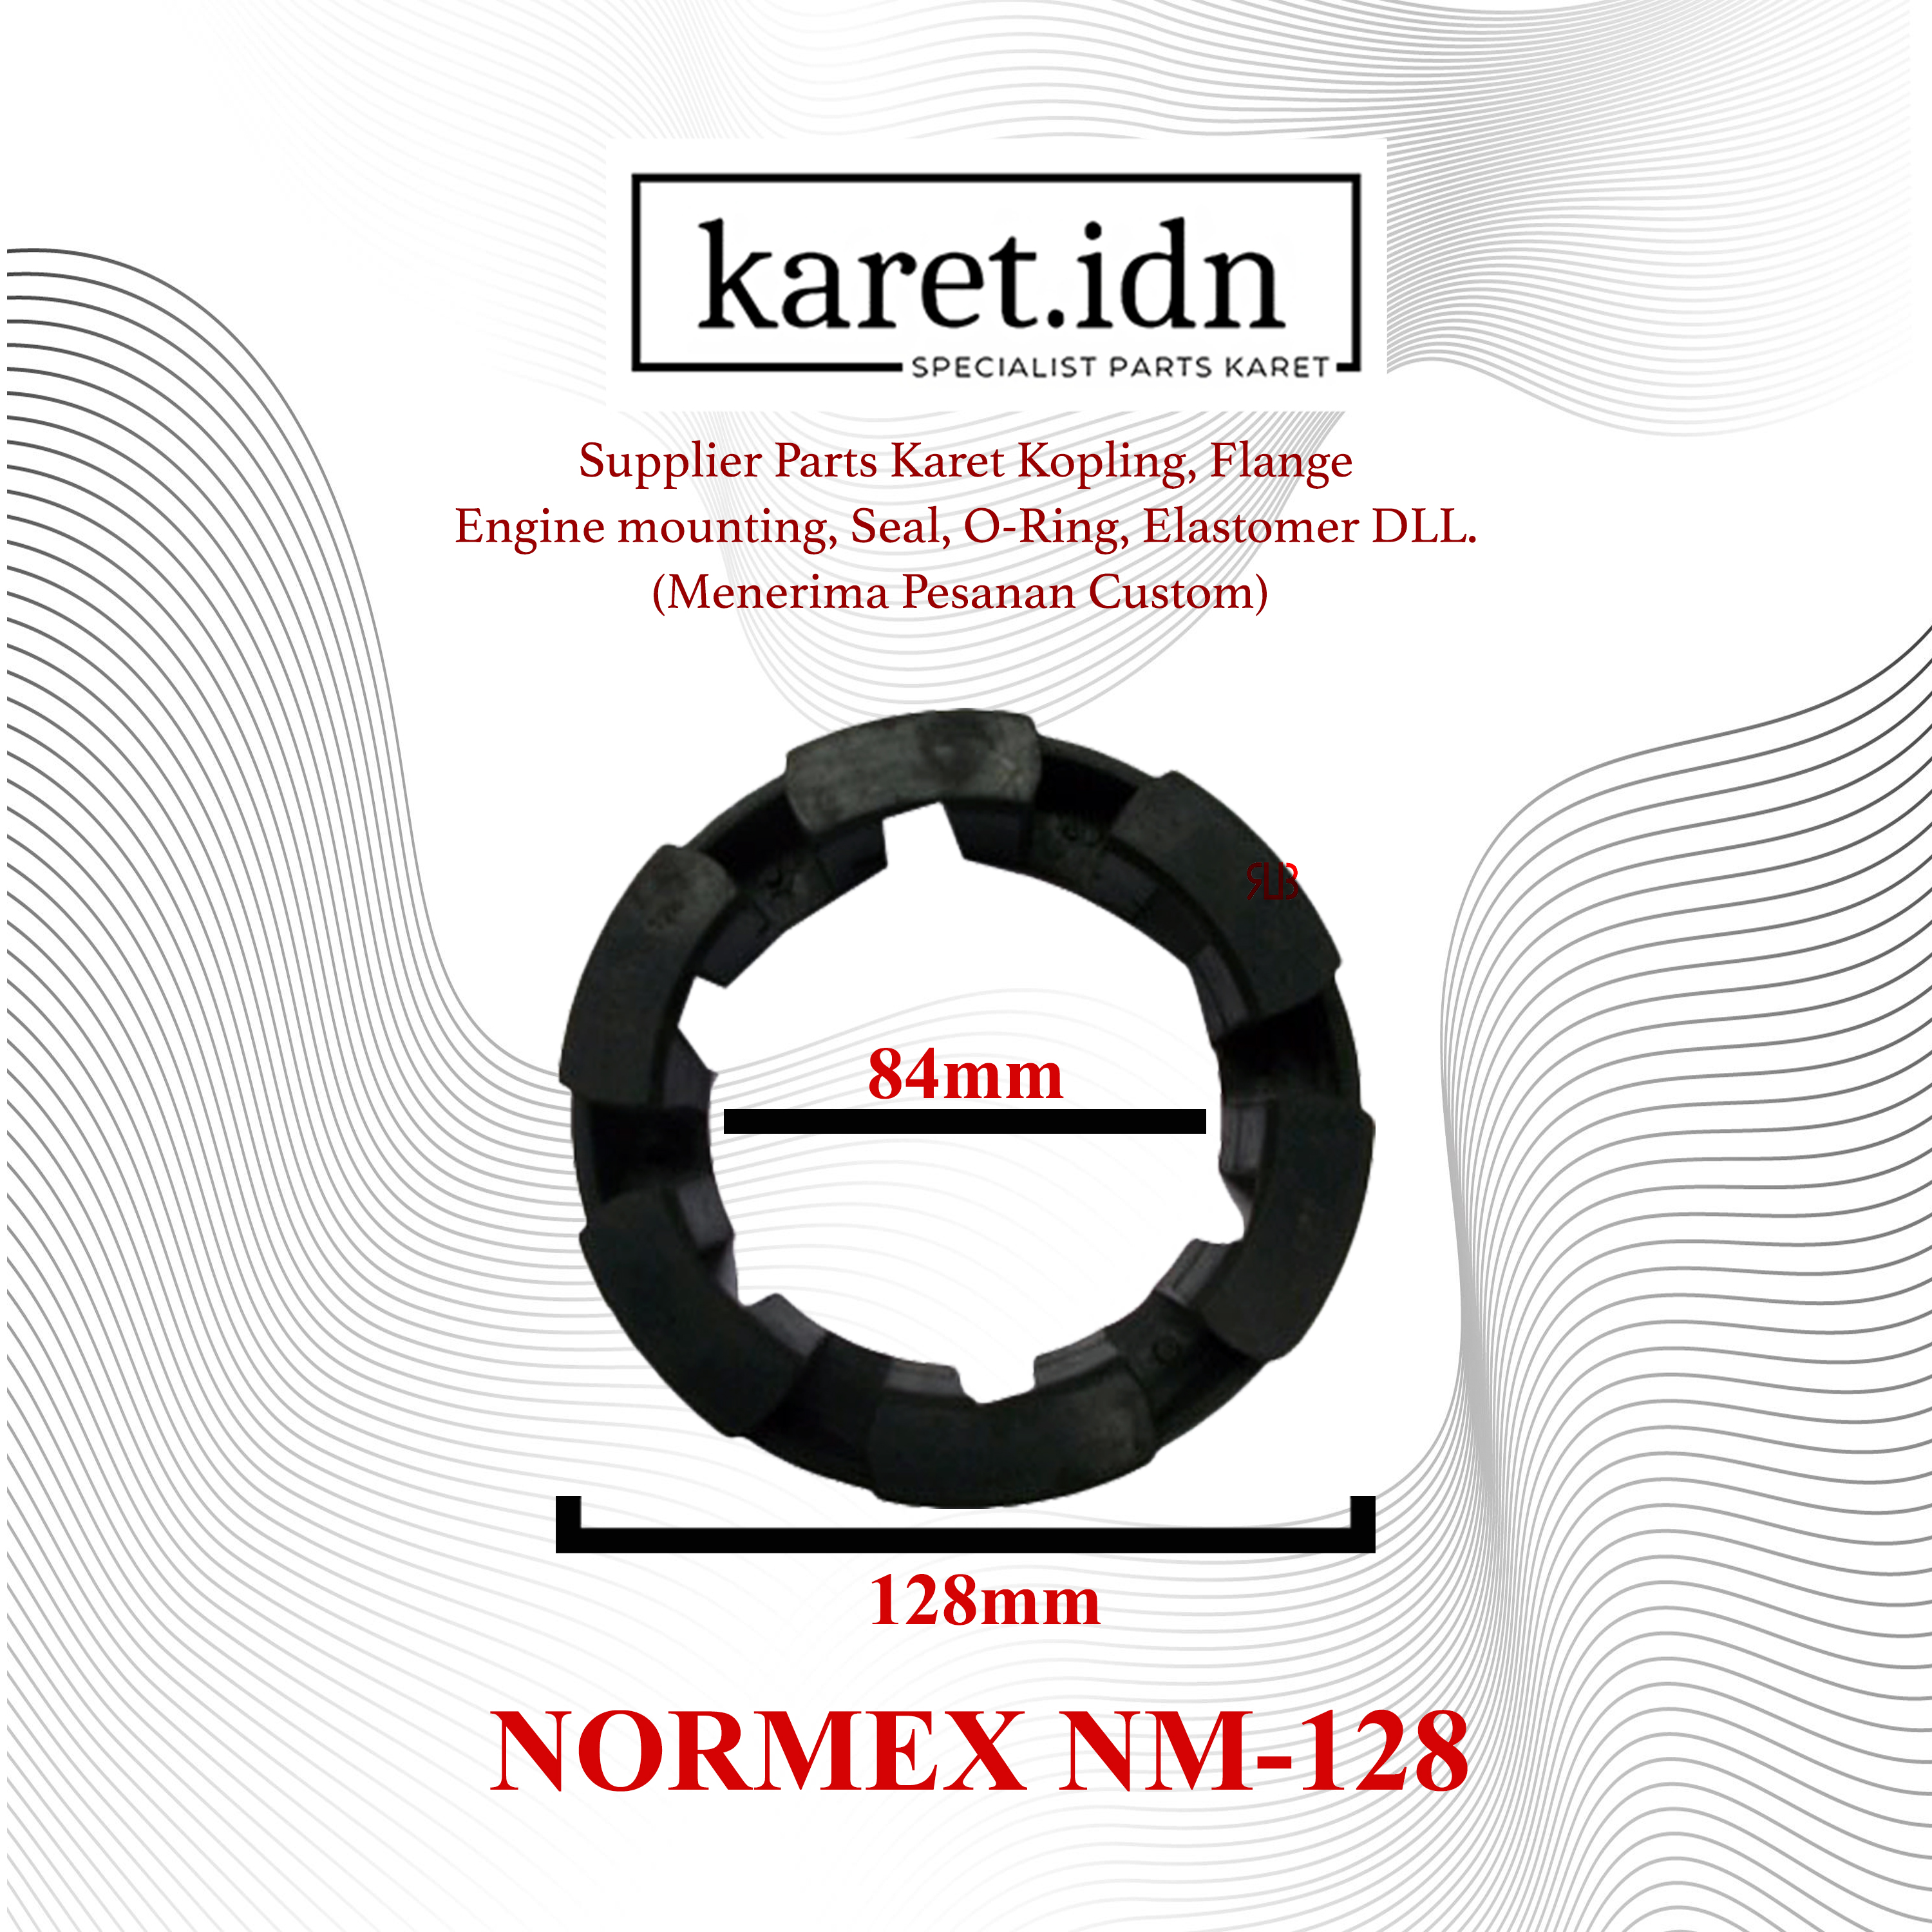 karet.idn
SPECIALIST PARTS KARET
Supplier Parts Karet Kopling, Flange
Engine mounting, Seal, O-Ring, Elastomer DLL.
(Menerima Pesanan Custom)
84mm
128mm
NORMEX NM-128